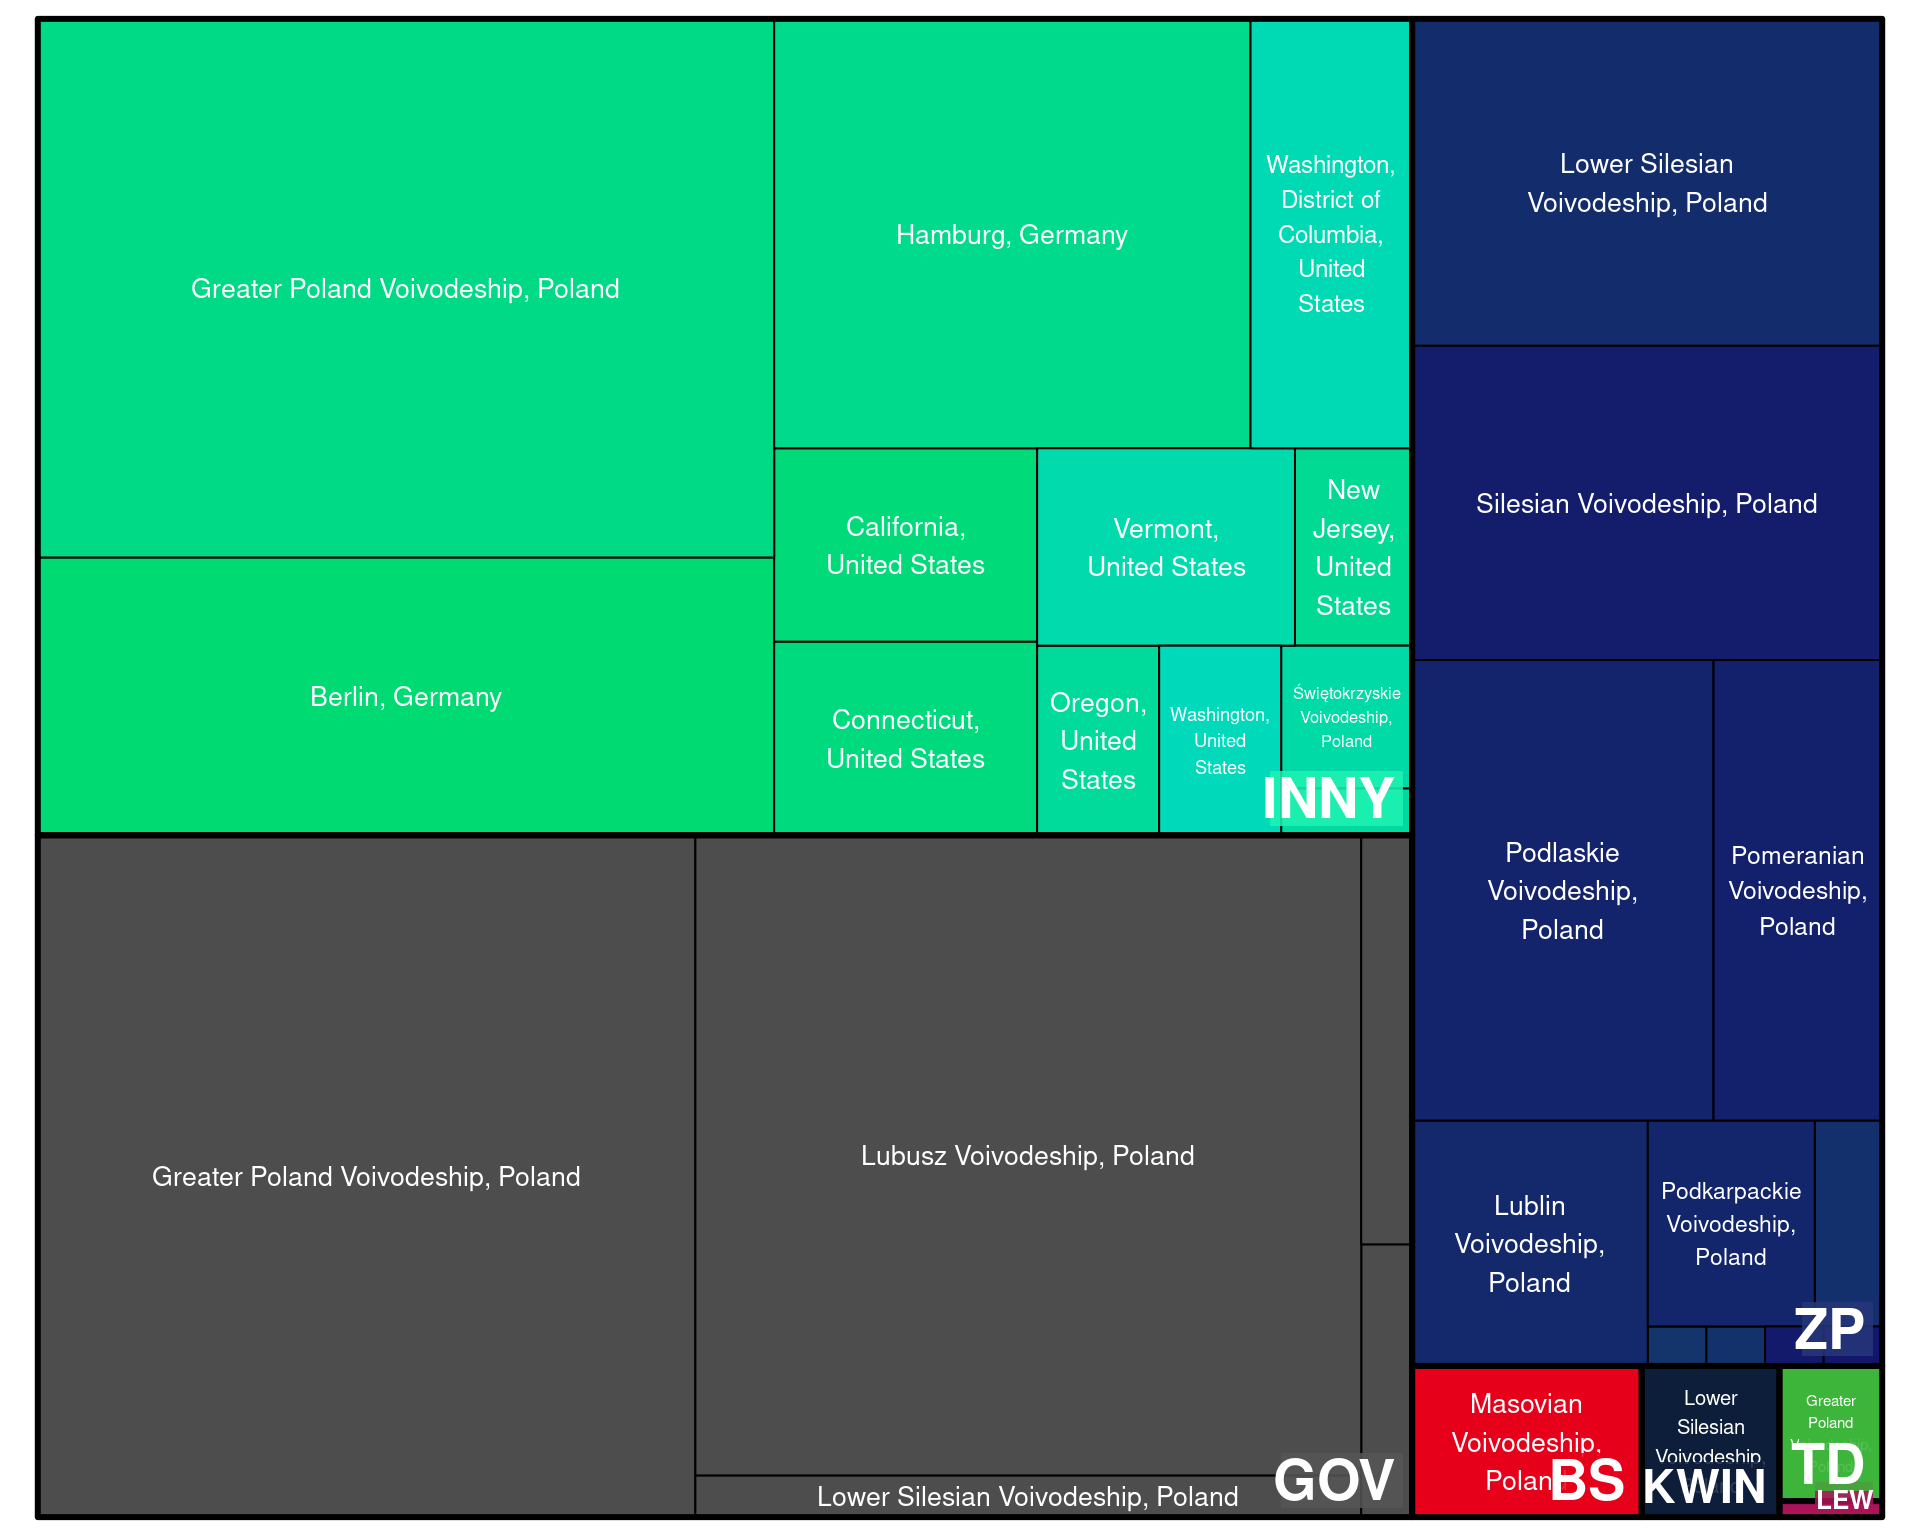 Greater Poland Voivodeship, Poland
Berlin, Germany
Hamburg, Germany
Washington,
District of
Columbia,
United
States
California,
United States
Connecticut,
United States
Vermont,
United States
New
Jersey,
United
States
Oregon,
United
States
Washington,
United
States
Świętokrzyskie
Voivodeship,
Poland
INNY
Greater Poland Voivodeship, Poland
Lubusz Voivodeship, Poland
Lower Silesian Voivodeship, Poland
GOV
Lower Silesian
Voivodeship, Poland
Silesian Voivodeship, Poland
Podlaskie
Voivodeship,
Poland
Pomeranian
Voivodeship,
Poland
Lublin
Voivodeship,
Poland
Podkarpackie
Voivodeship,
Poland
ZP
Masovian
Voivodeship,
Poland
BS
Lower
Silesian
Voivodeship,
KWIN
Greater
Poland
TD
LEW